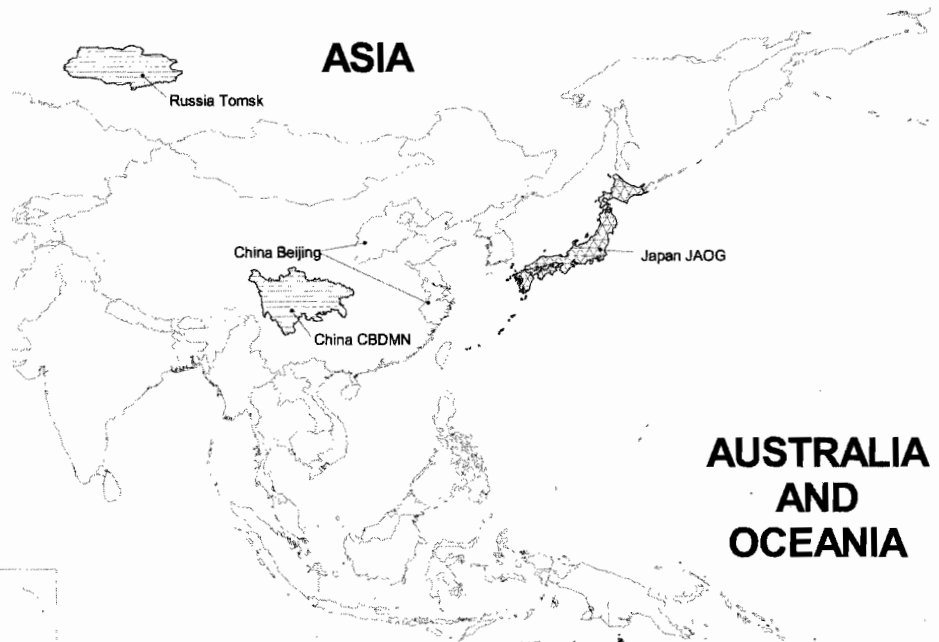 ASIA
Russia Tomsk
China Beijing
Japan JAOG
China CBDMN
AUSTRALIA
AND
OCEANIA